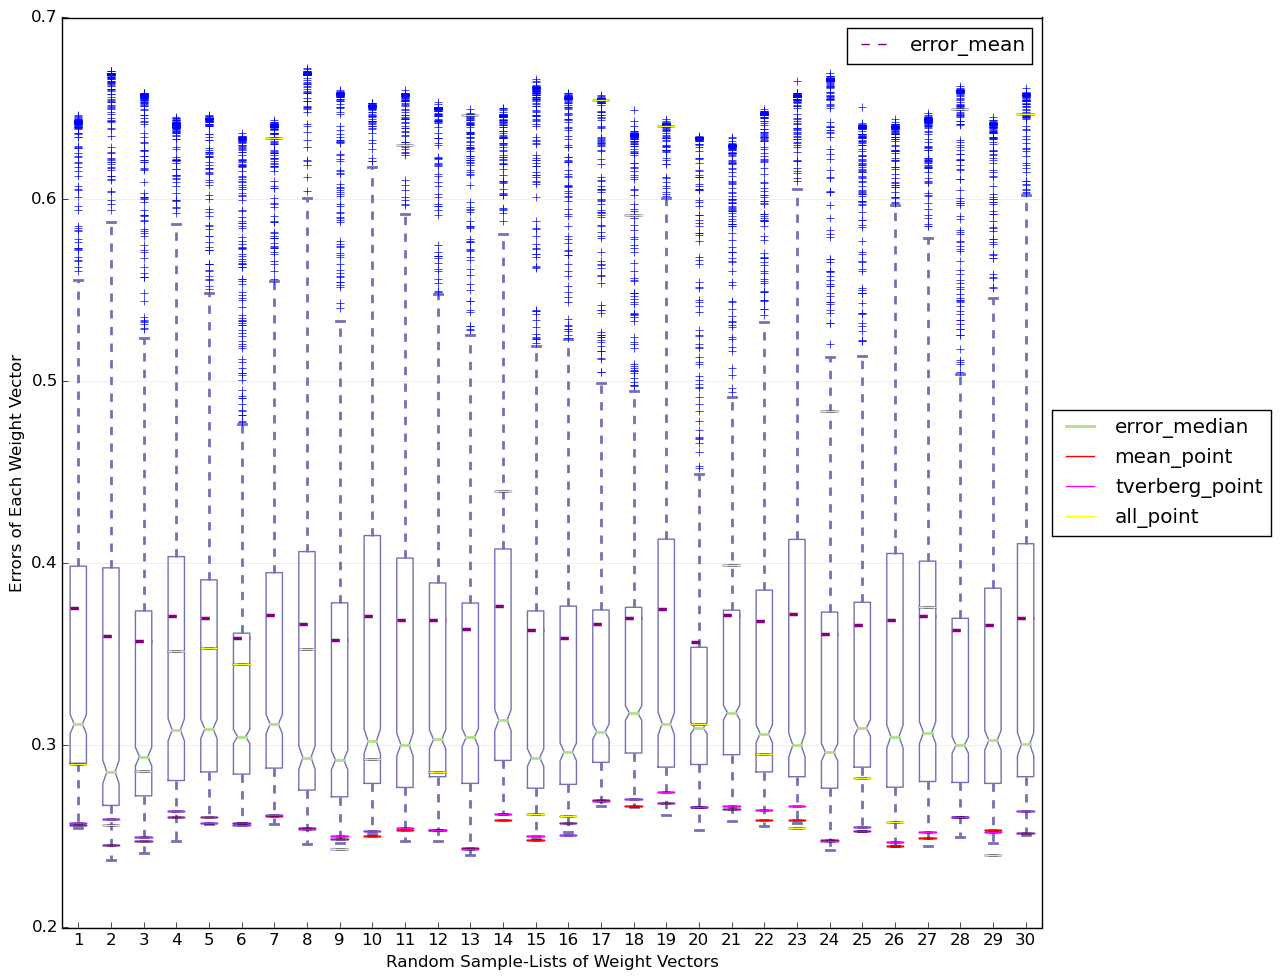 0.7
0.6
0.5
0.4
0.3
0.2
Errors of Each Weight Vector
error_mean
error_median
mean_point
tverberg_point
all_point
1 2 3 4 5 6 7 8 9 10 11 12 13 14 15 16 17 18 19 20 21 22 23 24 25 26 27 28 29 30
Random Sample-Lists of Weight Vectors